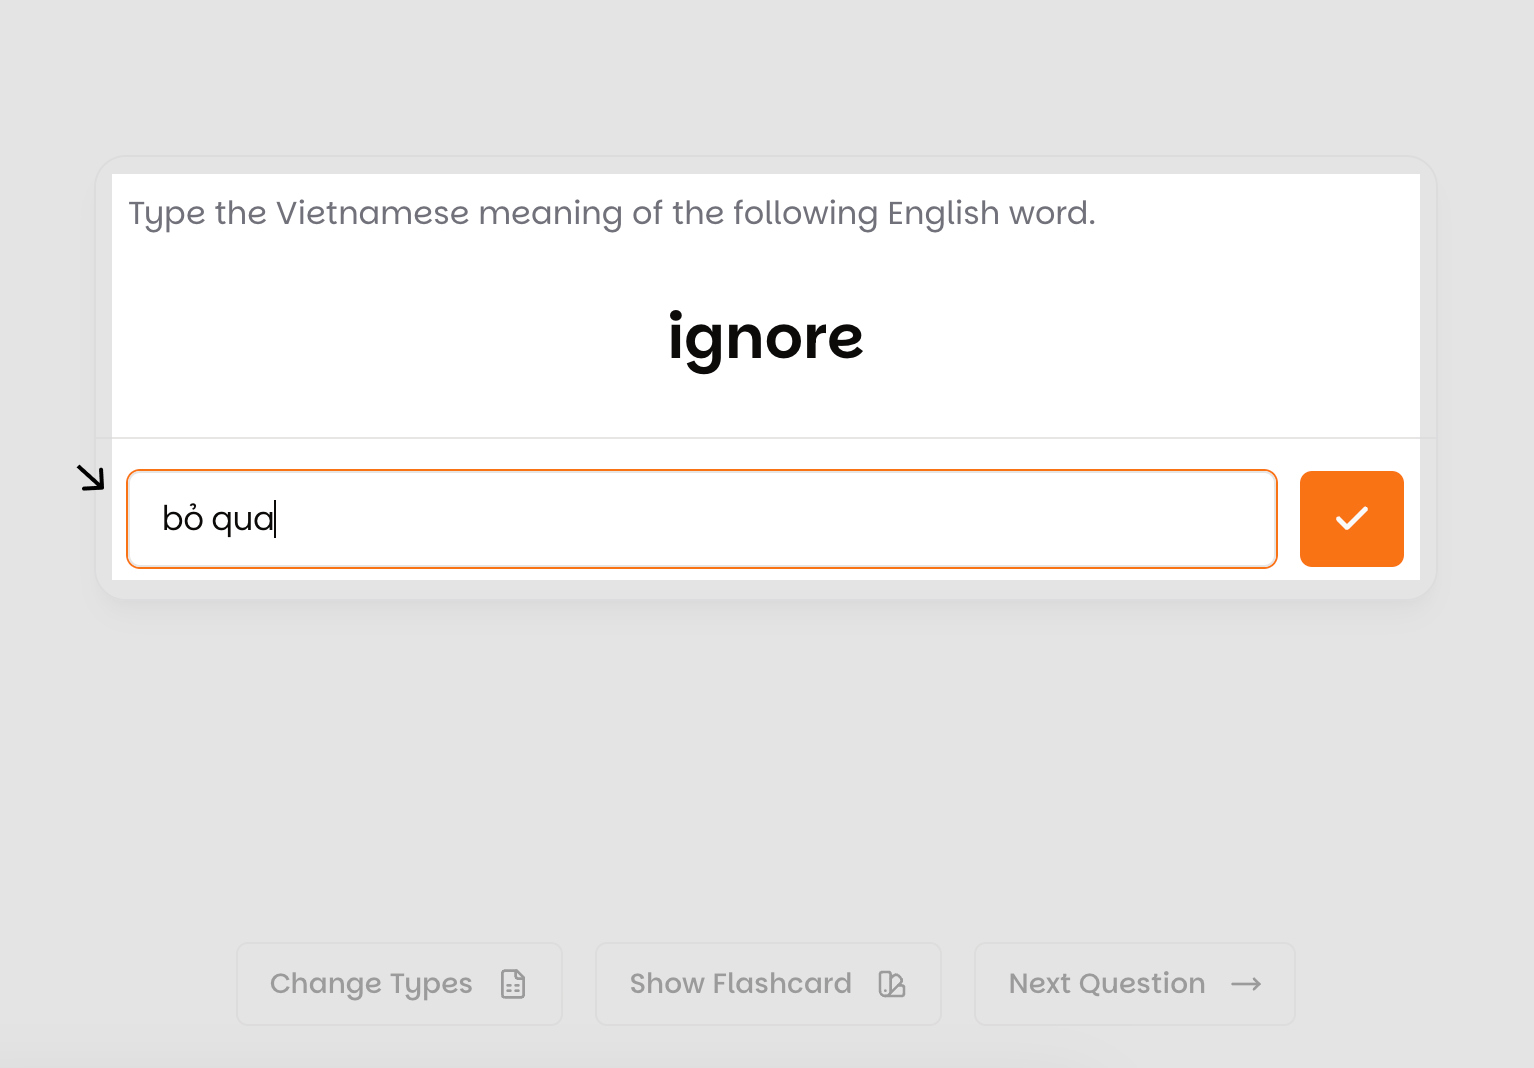 Type the Vietnamese meaning of the following English word.
ignore
bỏ qua
Change Types
Show Flashcard
Next Question